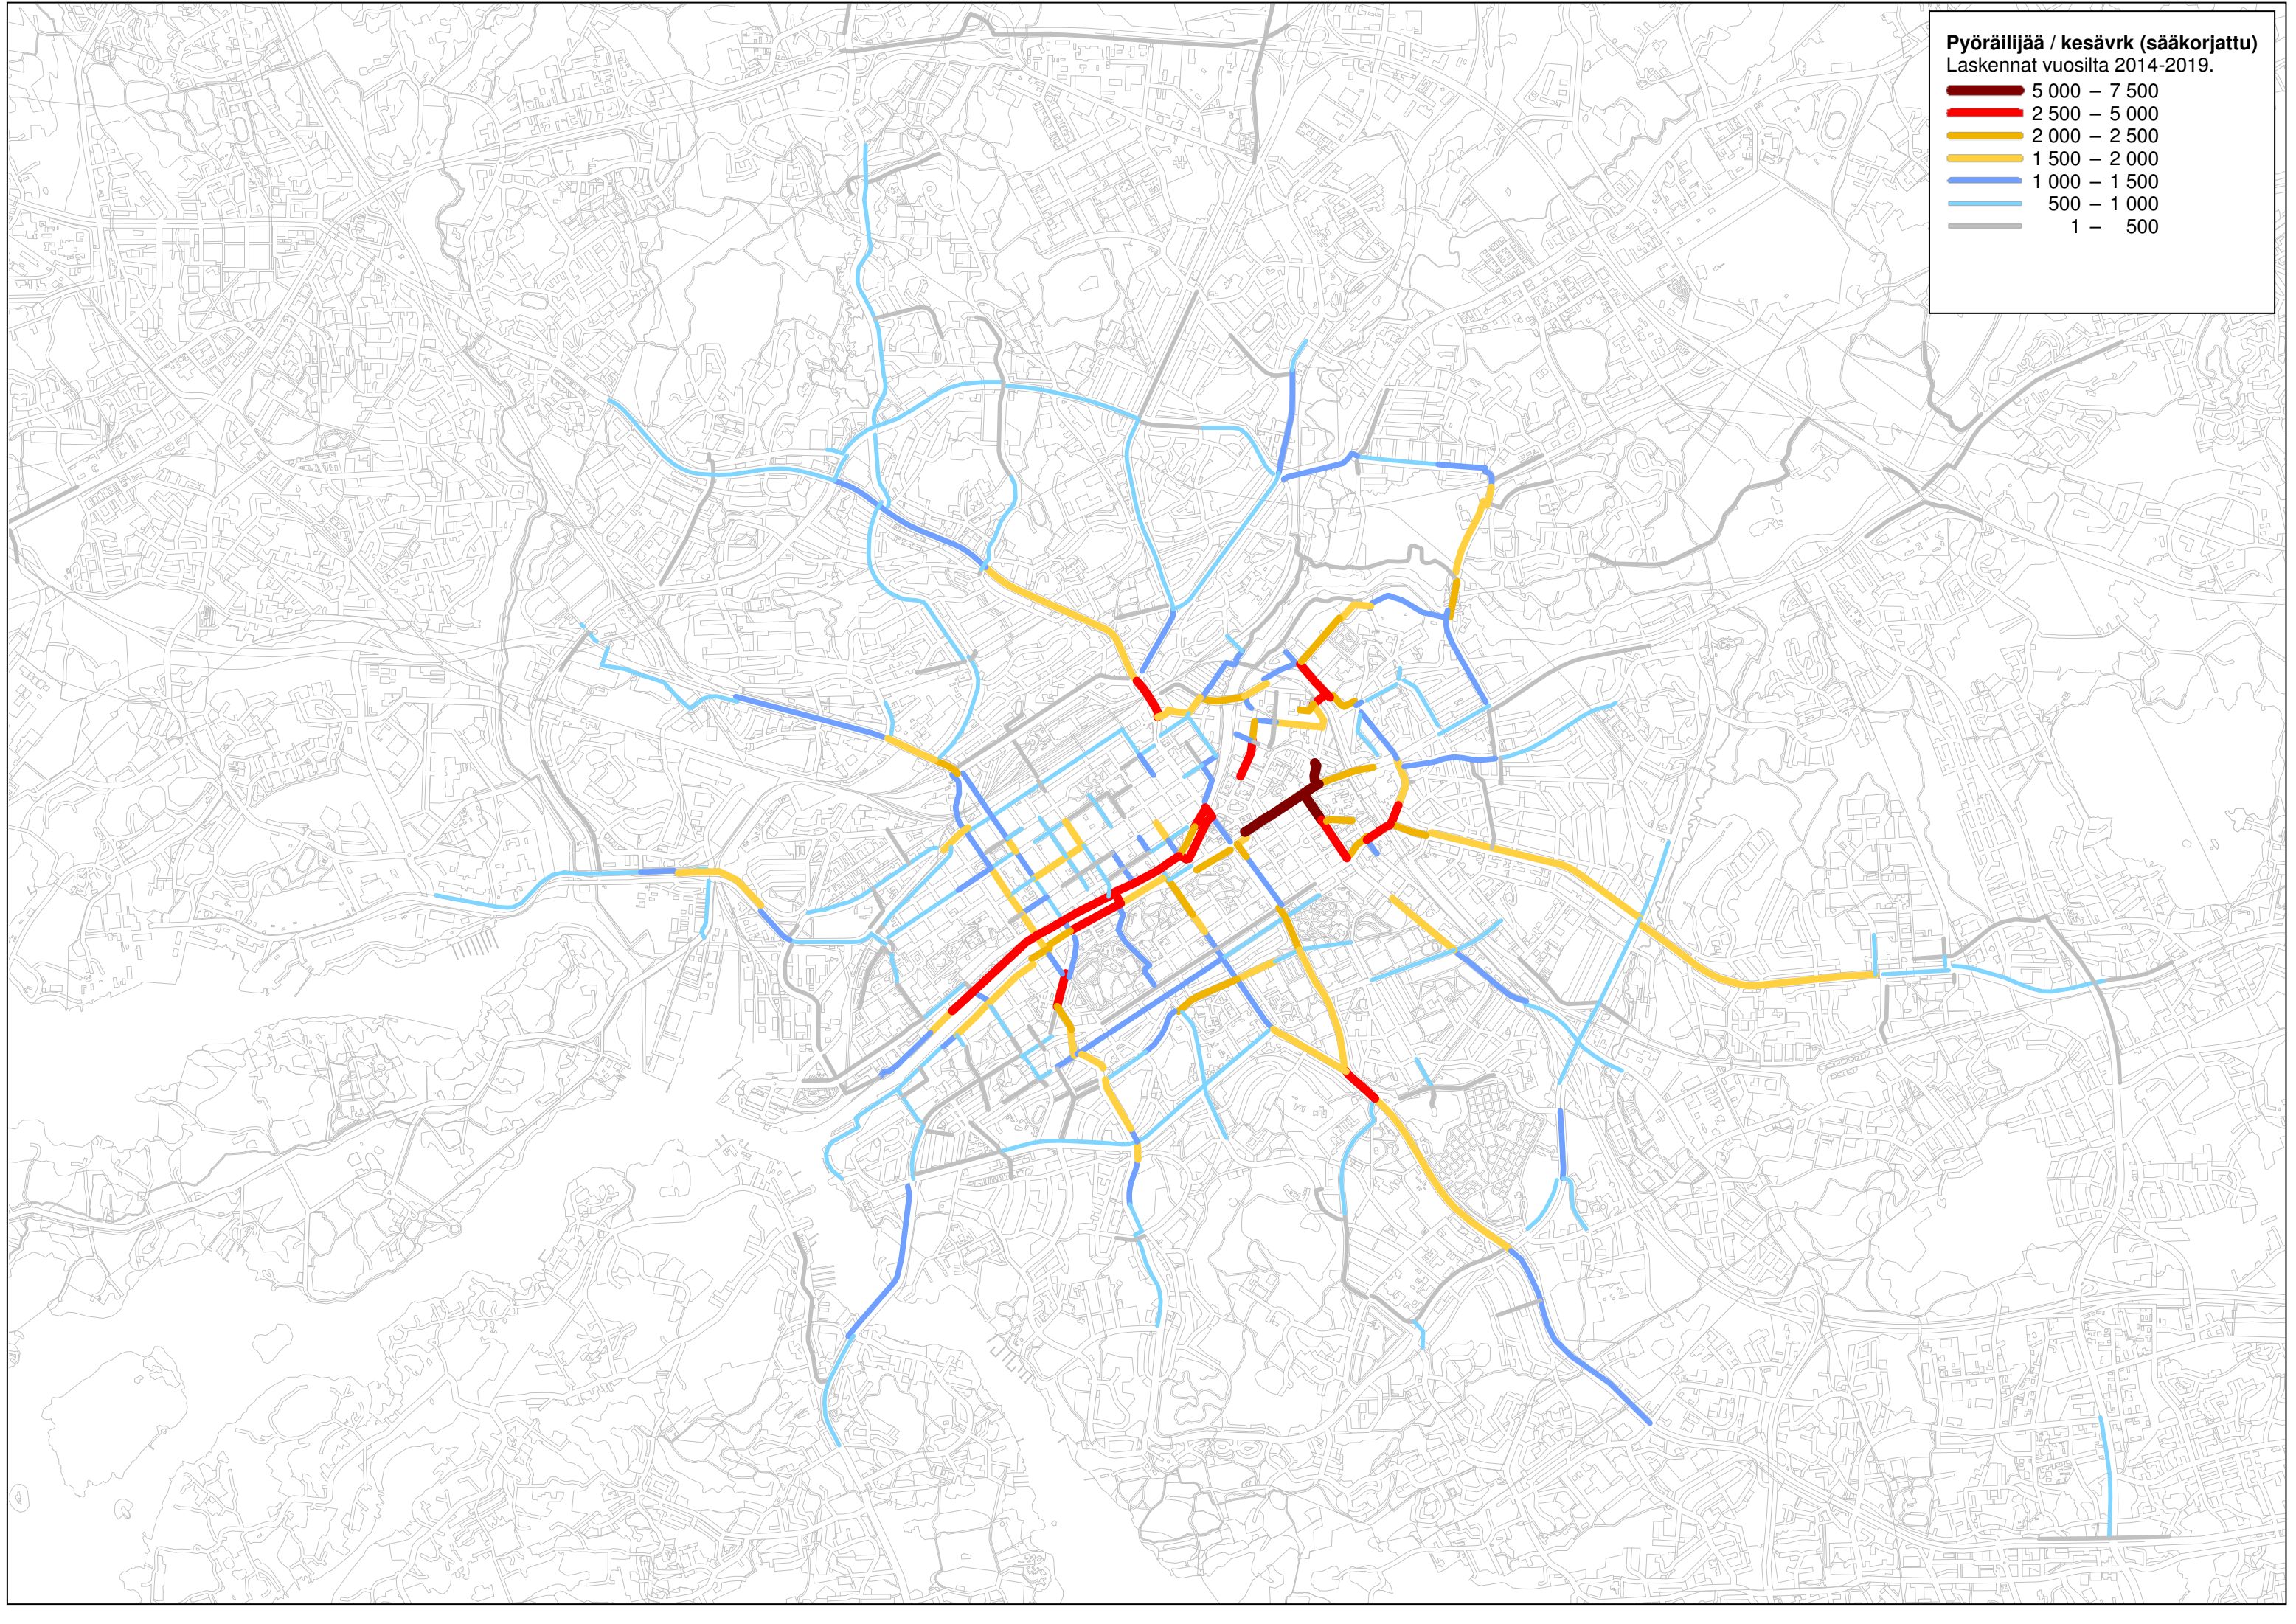 Pyöräilijää / kesävrk (sääkorjattu)
Laskennat vuosilta 2014-2019.
5 000 – 7 500
2 500 – 5 000
2 000 – 2 500
1 500 – 2 000
1 000 – 1 500
500 – 1 000
1 – 500